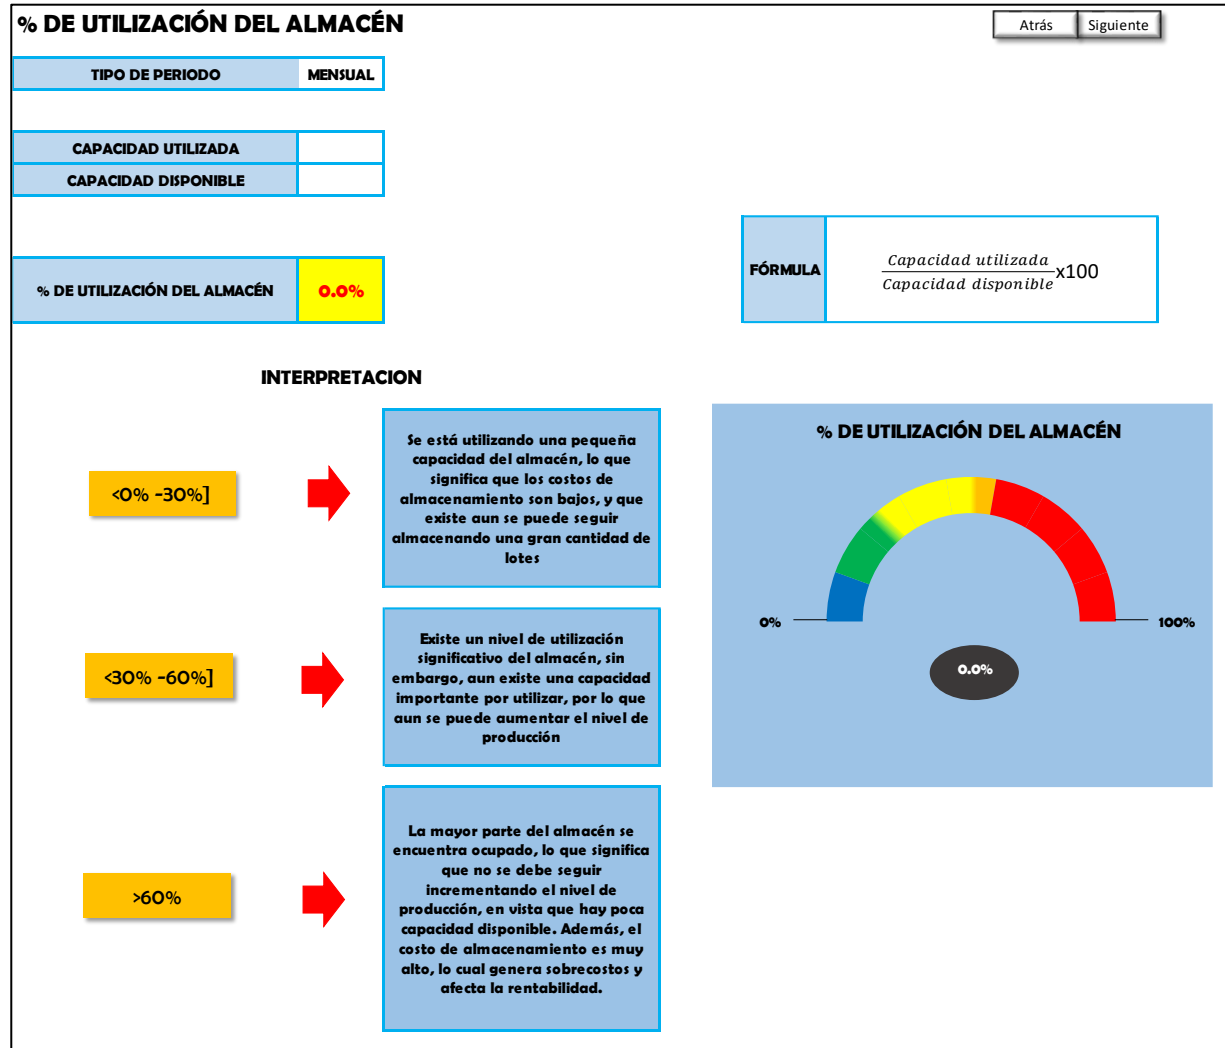 % DE UTILIZACIÓN DEL ALMACÉN
Atrás
Siguiente
TIPO DE PERIODO
MENSUAL
CAPACIDAD UTILIZADA
CAPACIDAD DISPONIBLE
% DE UTILIZACIÓN DEL ALMACÉN
0.0%
FÓRMULA
Capacidad utilizada
Capacidad disponible
x100
INTERPRETACION
<0% -30%]
Se está utilizando una pequeña
capacidad del almacén, lo que
significa que los costos de
almacenamiento son bajos, y que
existe aun se puede seguir
almacenando una gran cantidad de
lotes
<30% -60%]
Existe un nivel de utilización
significativo del almacén, sin
embargo, aun existe una capacidad
importante por utilizar, por lo que
aun se puede aumentar el nivel de
producción
>60%
La mayor parte del almacén se
encuentra ocupado, lo que significa
que no se debe seguir
incrementando el nivel de
producción, en vista que hay poca
capacidad disponible. Además, el
costo de almacenamiento es muy
alto, lo cual genera sobrecostos y
afecta la rentabilidad.
% DE UTILIZACIÓN DEL ALMACÉN
0%
100%
0.0%